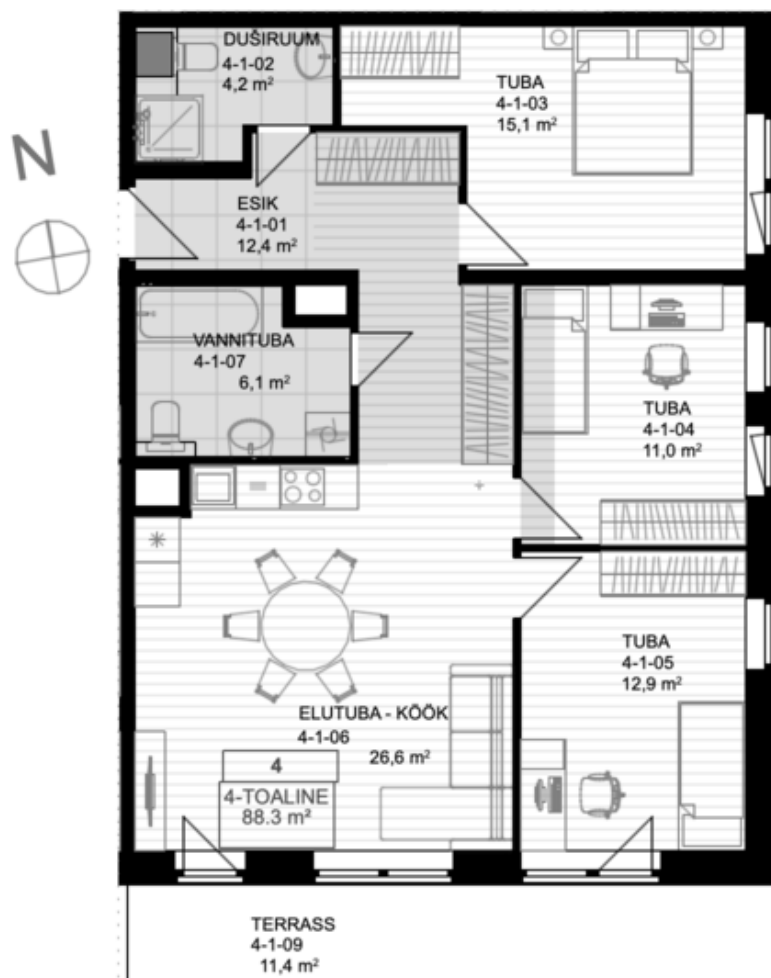 DUŠIRUUM
4-1-02
4,2 m²
TUBA
4-1-03
15,1 m²
N
ESIK
4-1-01
12,4 m²
VANNITUBA
4-1-07
6,1 m²
TUBA
4-1-04
11,0 m²
TUBA
4-1-05
12,9 m²
ELUTUBA - KÖÖK
4-1-06
26,6 m²
4
4-TOALINE
88.3 m²
TERRASS
4-1-09
11,4 m²